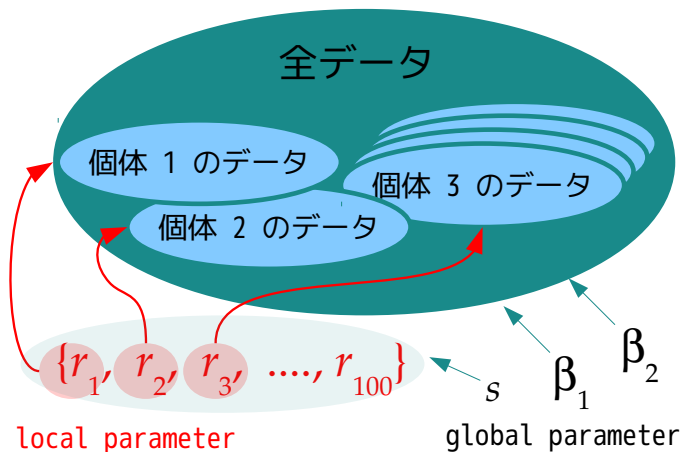 全データ
個体 1 のデータ
個体 3 のデータ
個体 2 のデータ
{r1, r2, r3, ...., r100}
s
β1
β2
local parameter
global parameter